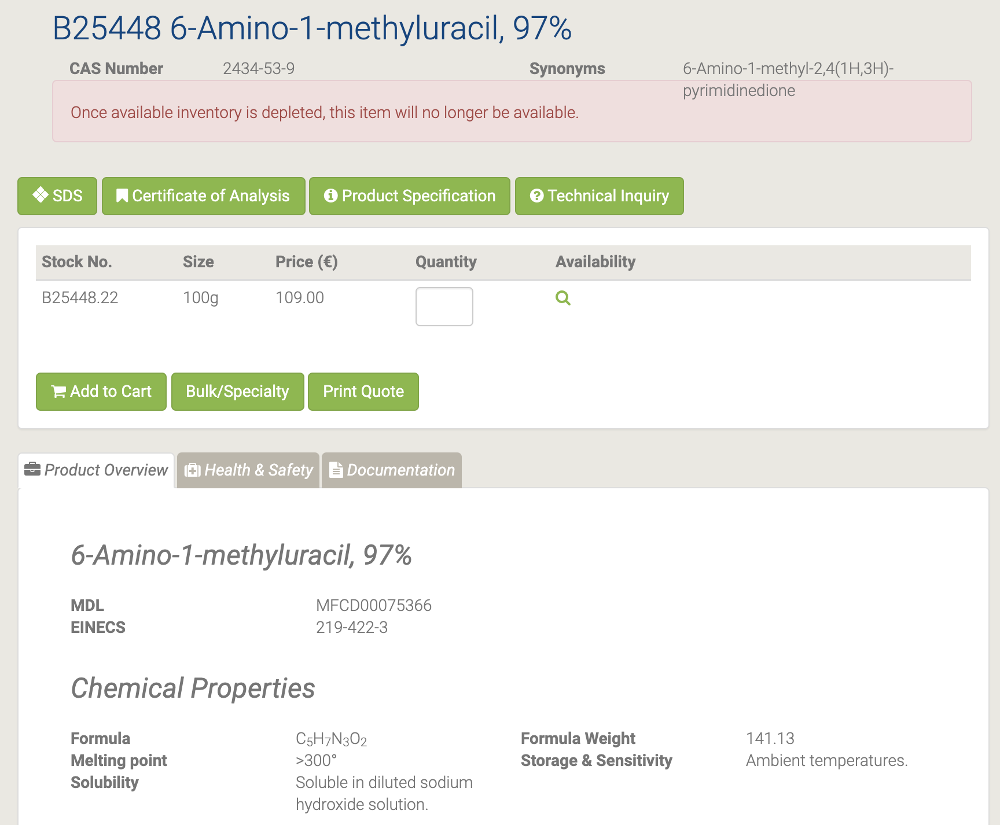 B25448 6-Amino-1-methyluracil, 97%
CAS Number 2434-53-9 Synonyms 6-Amino-1-methyl-2,4(1H,3H)-
pyrimidinedione
Once available inventory is depleted, this item will no longer be available.
SDS Certificate of Analysis Product Specification Technical Inquiry
Stock No. Size Price (€) Quantity Availability
B25448.22 100g 109.00
Add to Cart Bulk/Specialty Print Quote
Product Overview Health & Safety Documentation
6-Amino-1-methyluracil, 97%
MDL MFCD00075366
EINECS 219-422-3
Chemical Properties
Formula C₅H₇N₃O₂ Formula Weight 141.13
Melting point >300° Storage & Sensitivity Ambient temperatures.
Solubility Soluble in diluted sodium
hydroxide solution.